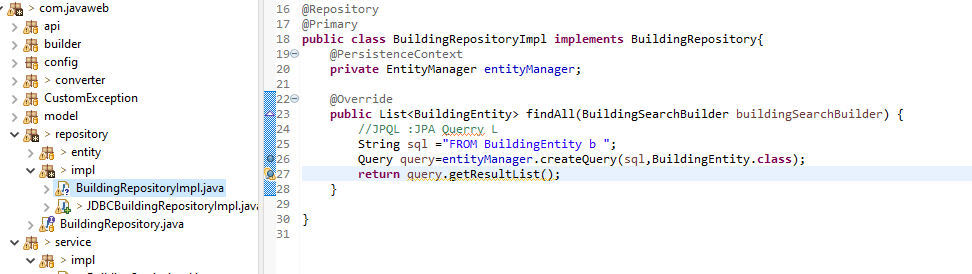 com.javaweb
api
builder
config
> converter
CustomException
model
> repository
> entity
> impl
BuildingRepositoryImpl.java
> JDBCBuildingRepositoryImpl.java
BuildingRepository.java
> service
> impl
16 @Repository
17 @Primary
18 public class BuildingRepositoryImpl implements BuildingRepository{
19 @PersistenceContext
20 private EntityManager entityManager;
21
22 @Override
23 public List<BuildingEntity> findAll(BuildingSearchBuilder buildingSearchBuilder) {
24 //JPQL :JPA Querry L
25 String sql ="FROM BuildingEntity b ";
26 Query query=entityManager.createQuery(sql,BuildingEntity.class);
27 return query.getResultList();
28 }
29
30 }
31